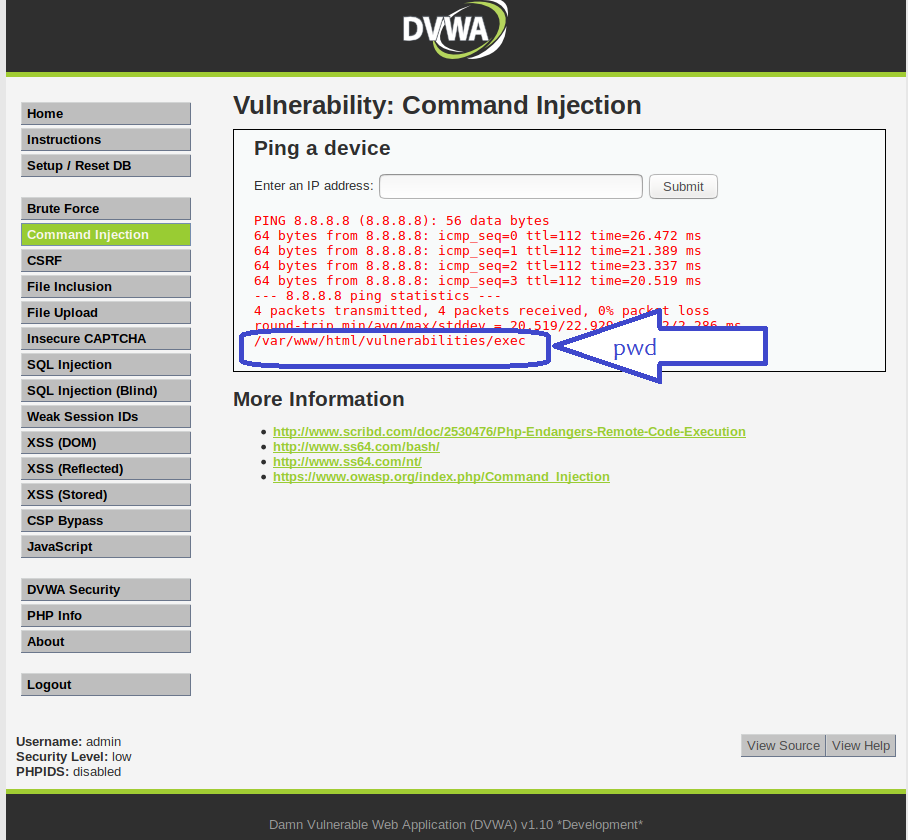 DVWA
Vulnerability: Command Injection
Home
Instructions
Setup / Reset DB
Brute Force
Command Injection
CSRF
File Inclusion
File Upload
Insecure CAPTCHA
SQL Injection
SQL Injection (Blind)
Weak Session IDs
XSS (DOM)
XSS (Reflected)
XSS (Stored)
CSP Bypass
JavaScript
DVWA Security
PHP Info
About
Logout
Ping a device
Enter an IP address:
Submit
PING 8.8.8.8 (8.8.8.8): 56 data bytes
64 bytes from 8.8.8.8: icmp_seq=0 ttl=112 time=26.472 ms
64 bytes from 8.8.8.8: icmp_seq=1 ttl=112 time=21.389 ms
64 bytes from 8.8.8.8: icmp_seq=2 ttl=112 time=23.337 ms
64 bytes from 8.8.8.8: icmp_seq=3 ttl=112 time=20.519 ms
--- 8.8.8.8 ping statistics ---
4 packets transmitted, 4 packets received, 0% packet loss
round-trip min/avg/max/stddev = ms
/var/www/html/vulnerabilities/exec
pwd
More Information
http://www.scribd.com/doc/2530476/Php-Endangers-Remote-Code-Execution
http://www.ss64.com/bash/
http://www.ss64.com/nt/
https://www.owasp.org/index.php/Command_Injection
Username: admin
Security Level: low
PHPIDS: disabled
View Source
View Help
Damn Vulnerable Web Application (DVWA) v1.10 *Development*